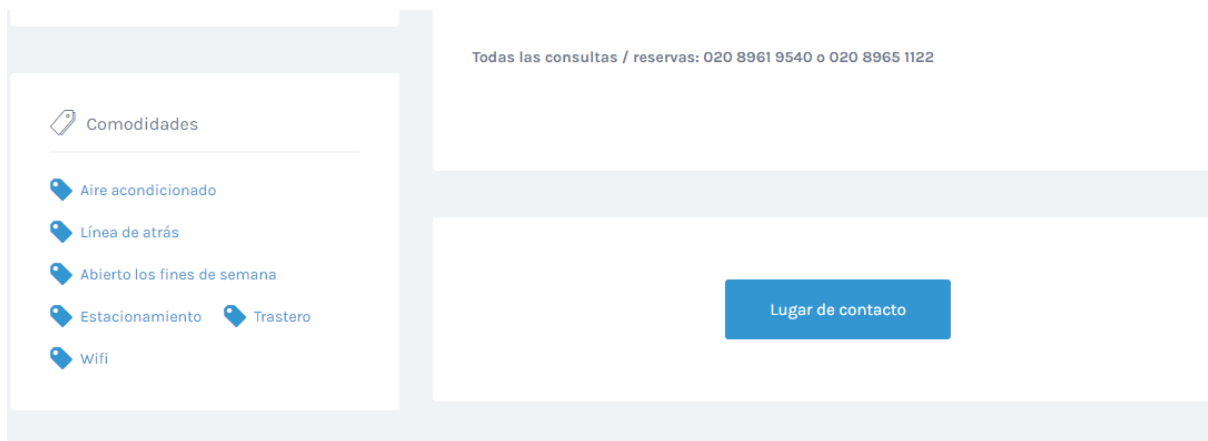 Todas las consultas / reservas: 020 8961 9540 o 020 8965 1122
Comodidades
Aire acondicionado
Línea de atrás
Abierto los fines de semana
Estacionamiento Trastero
Wifi
Lugar de contacto